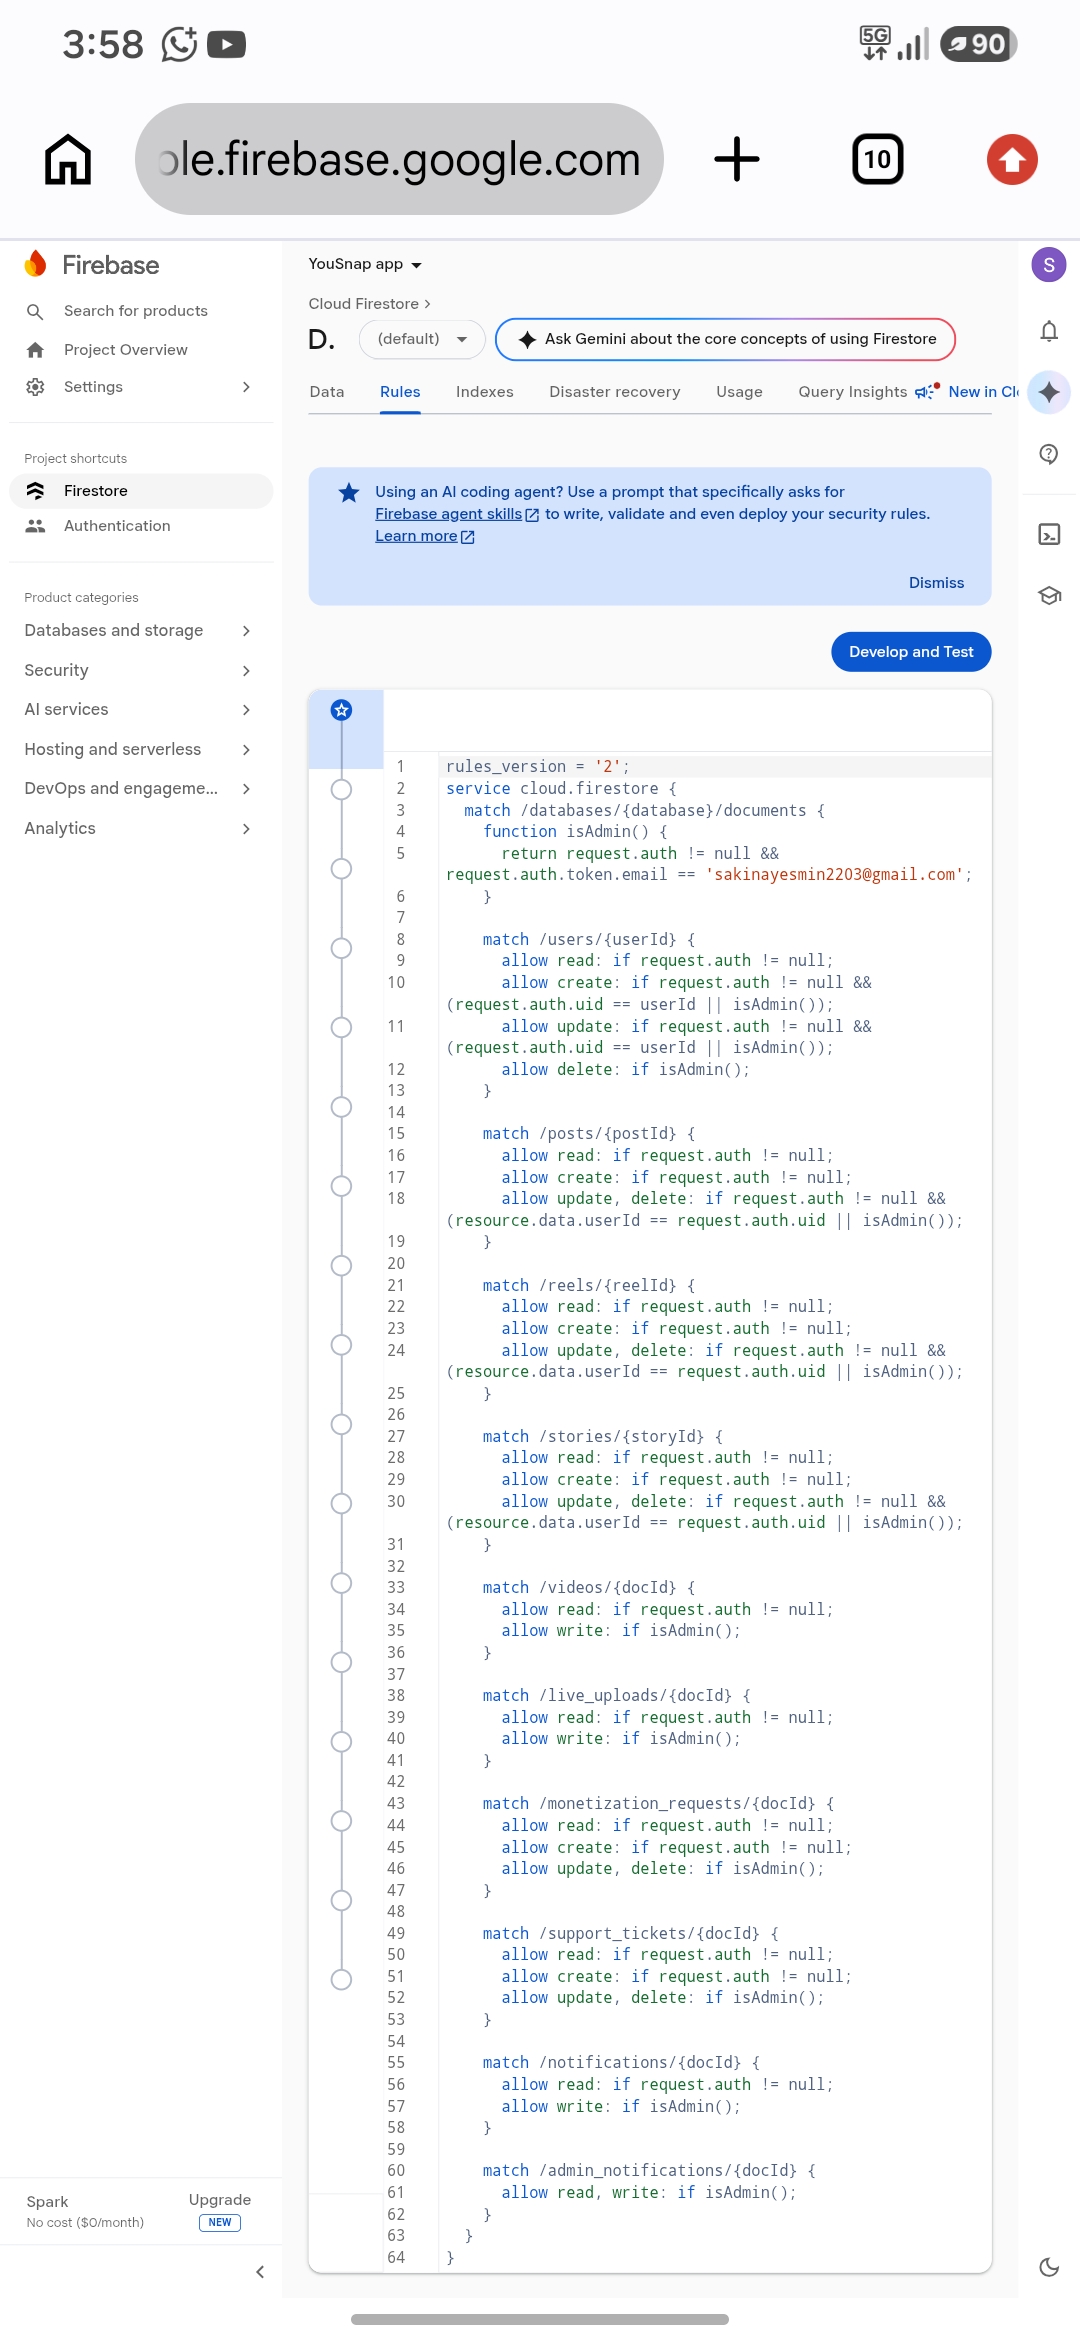 3:58
5G
90
ole.firebase.google.com
10
Firebase
YouSnap app
S
Search for products
Project Overview
Settings
Project shortcuts
Firestore
Authentication
Product categories
Databases and storage
Security
AI services
Hosting and serverless
DevOps and engageme...
Analytics
Spark
No cost ($0/month)
Upgrade
NEW
Cloud Firestore
D.
(default)
Ask Gemini about the core concepts of using Firestore
Data Rules Indexes Disaster recovery Usage Query Insights New in Clo
Using an AI coding agent? Use a prompt that specifically asks for
Firebase agent skills to write, validate and even deploy your security rules.
Learn more
Dismiss
Develop and Test
1 rules_version = '2';
2 service cloud.firestore {
3   match /databases/{database}/documents {
4     function isAdmin() {
5       return request.auth != null &&
request.auth.token.email == 'sakinayesmin2203@gmail.com';
6     }
7
8     match /users/{userId} {
9       allow read: if request.auth != null;
10       allow create: if request.auth != null &&
(request.auth.uid == userId || isAdmin());
11       allow update: if request.auth != null &&
(request.auth.uid == userId || isAdmin());
12       allow delete: if isAdmin();
13     }
14
15     match /posts/{postId} {
16       allow read: if request.auth != null;
17       allow create: if request.auth != null;
18       allow update, delete: if request.auth != null &&
(resource.data.userId == request.auth.uid || isAdmin());
19     }
20
21     match /reels/{reelId} {
22       allow read: if request.auth != null;
23       allow create: if request.auth != null;
24       allow update, delete: if request.auth != null &&
(resource.data.userId == request.auth.uid || isAdmin());
25     }
26
27     match /stories/{storyId} {
28       allow read: if request.auth != null;
29       allow create: if request.auth != null;
30       allow update, delete: if request.auth != null &&
(resource.data.userId == request.auth.uid || isAdmin());
31     }
32
33     match /videos/{docId} {
34       allow read: if request.auth != null;
35       allow write: if isAdmin();
36     }
37
38     match /live_uploads/{docId} {
39       allow read: if request.auth != null;
40       allow write: if isAdmin();
41     }
42
43     match /monetization_requests/{docId} {
44       allow read: if request.auth != null;
45       allow create: if request.auth != null;
46       allow update, delete: if isAdmin();
47     }
48
49     match /support_tickets/{docId} {
50       allow read: if request.auth != null;
51       allow create: if request.auth != null;
52       allow update, delete: if isAdmin();
53     }
54
55     match /notifications/{docId} {
56       allow read: if request.auth != null;
57       allow write: if isAdmin();
58     }
59
60     match /admin_notifications/{docId} {
61       allow read, write: if isAdmin();
62     }
63   }
64 }